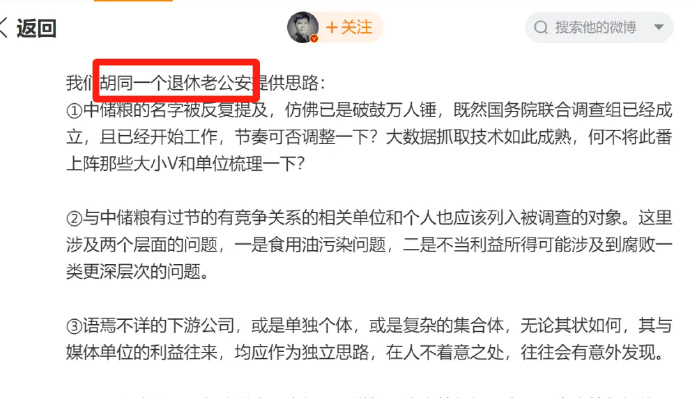 返回
+关注
搜索他的微博
我们胡同一个退休老公安提供思路：
①中储粮的名字被反复提及，仿佛已是破鼓万人锤，既然国务院联合调查组已经成
立，且已经开始工作，节奏可否调整一下？大数据抓取技术如此成熟，何不将此番
上阵那些大小V和单位梳理一下？
②与中储粮有过节的有竞争关系的相关单位和个人也应该列入被调查的对象。这里
涉及两个层面的问题，一是食用油污染问题，二是不当利益所得可能涉及到腐败一
类更深层次的问题。
③语焉不详的下游公司，或是单独个体，或是复杂的集合体，无论其状如何，其与
媒体单位的利益往来，均应作为独立思路，在人不着意之处，往往会有意外发现。